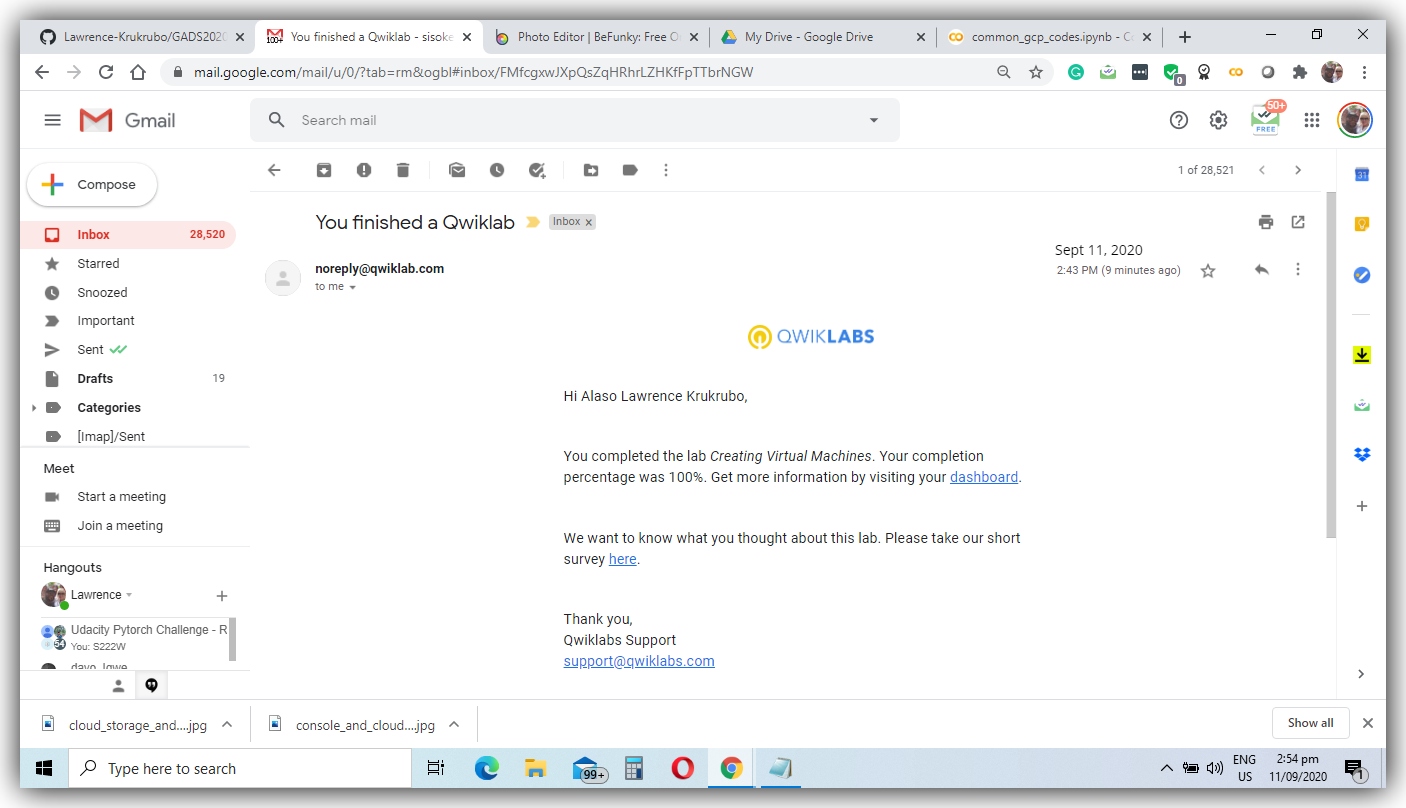 Lawrence-Krukrubo/GADS202
You finished a Qwiklab - sisoke
Photo Editor | BeFunky: Free O
My Drive - Google Drive
common_gcp_codes.ipynb - C
mail.google.com/mail/u/0/?tab=rm&ogbl#inbox/FMfcgxwJXpQsZqHRhrLZHKfFpTTbrNGW
0
Gmail
Search mail
50+
FREE
Compose
1 of 28,521
31
You finished a Qwiklab
Inbox x
Inbox 28,520
Starred
Snoozed
Important
Sent
Drafts 19
Categories
[Imap]/Sent
Sept 11, 2020
noreply@qwiklab.com
2:43 PM (9 minutes ago)
to me
QWIKLABS
Hi Alaso Lawrence Krukrubo,
You completed the lab Creating Virtual Machines. Your completion
percentage was 100%. Get more information by visiting your dashboard.
We want to know what you thought about this lab. Please take our short
survey here.
Thank you,
Qwiklabs Support
support@qwiklabs.com
Meet
Start a meeting
Join a meeting
Hangouts
Lawrence
Udacity Pytorch Challenge - R
54
You: S222W
cloud_storage_and....jpg
console_and_cloud....jpg
Show all
Type here to search
99+
ENG
US
2:54 pm
11/09/2020
1